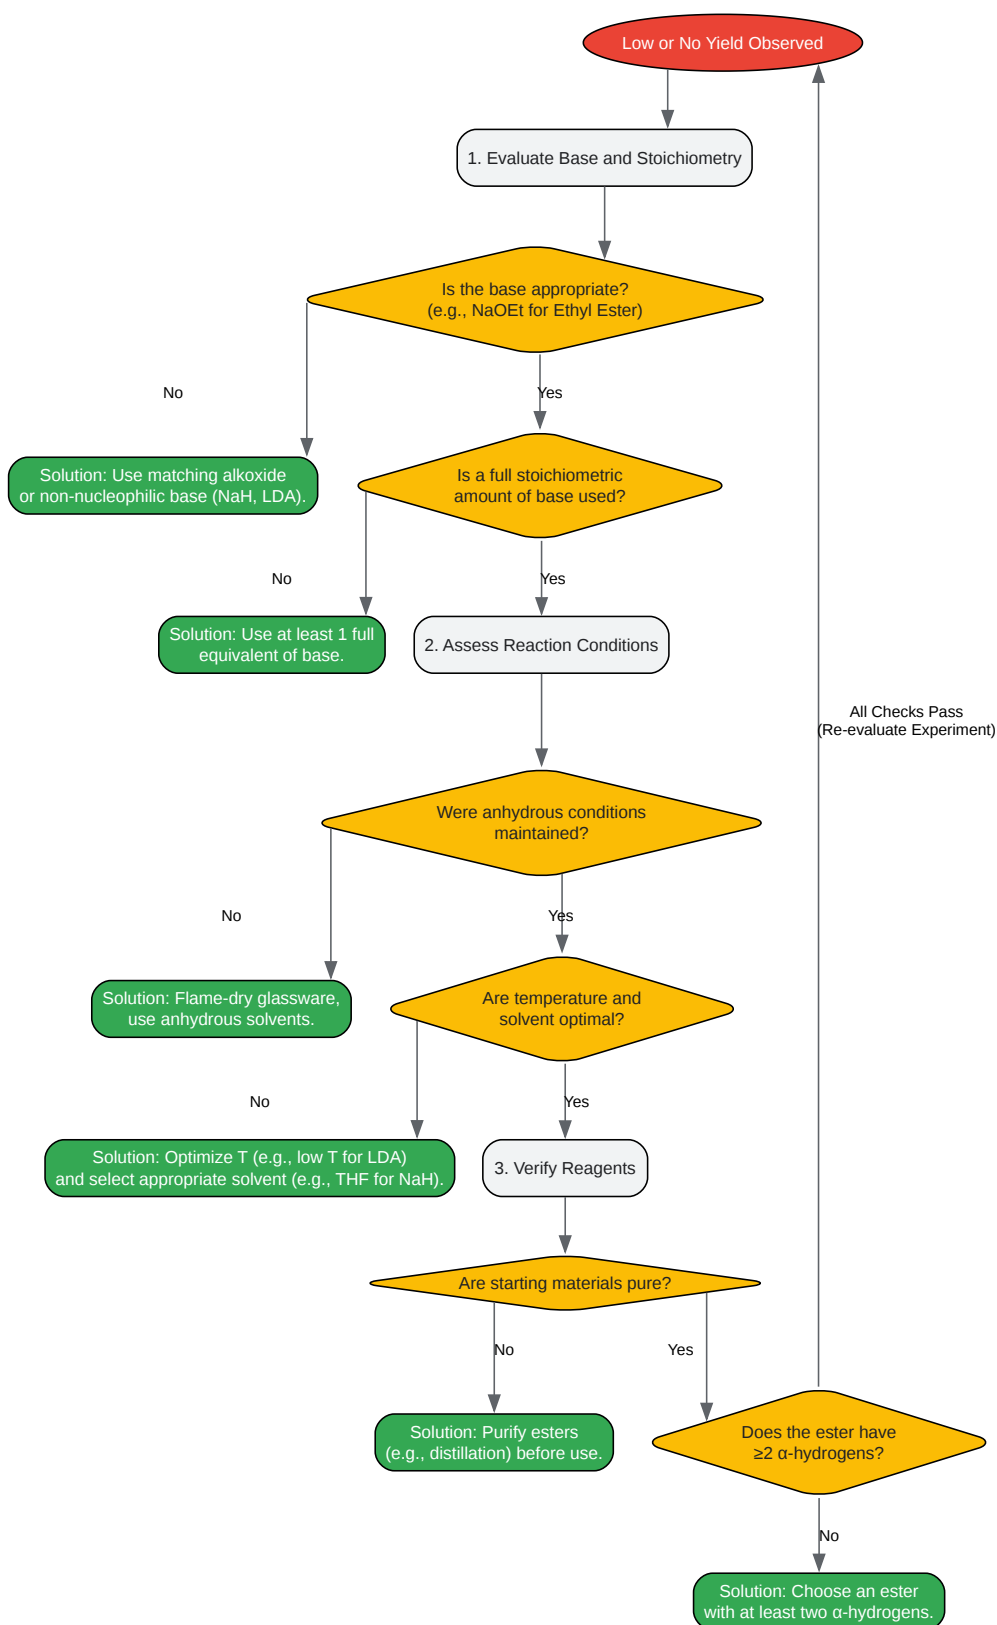 Low or No Yield Observed
1. Evaluate Base and Stoichiometry
Is the base appropriate?
(e.g., NaOEt for Ethyl Ester)
No
Yes
Solution: Use matching alkoxide
or non-nucleophilic base (NaH, LDA).
Is a full stoichiometric
amount of base used?
No
Yes
Solution: Use at least 1 full
equivalent of base.
2. Assess Reaction Conditions
All Checks Pass
(Re-evaluate Experiment)
Were anhydrous conditions
maintained?
No
Yes
Solution: Flame-dry glassware,
use anhydrous solvents.
Are temperature and
solvent optimal?
No
Yes
Solution: Optimize T (e.g., low T for LDA)
and select appropriate solvent (e.g., THF for NaH).
3. Verify Reagents
Are starting materials pure?
No
Yes
Solution: Purify esters
(e.g., distillation) before use.
Does the ester have
≥2 α-hydrogens?
No
Solution: Choose an ester
with at least two α-hydrogens.